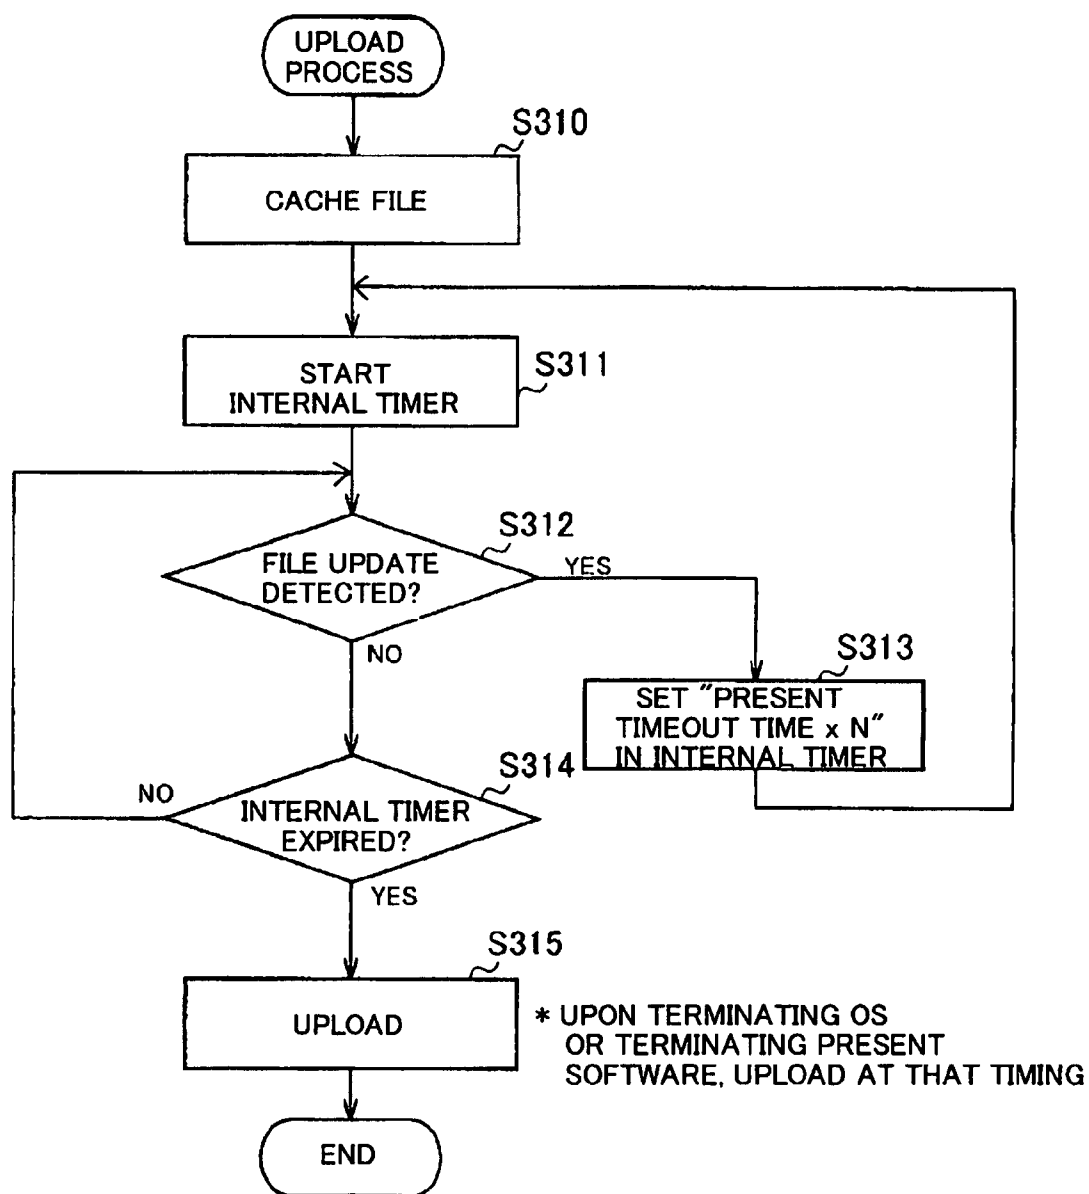 UPLOAD
PROCESS
S310
CACHE FILE
S311
START
INTERNAL TIMER
S312
FILE UPDATE
DETECTED?
YES
NO
S313
SET "PRESENT
TIMEOUT TIME x N"
IN INTERNAL TIMER
S314
NO
INTERNAL TIMER
EXPIRED?
YES
S315
UPLOAD
* UPON TERMINATING OS
OR TERMINATING PRESENT
SOFTWARE, UPLOAD AT THAT TIMING
END